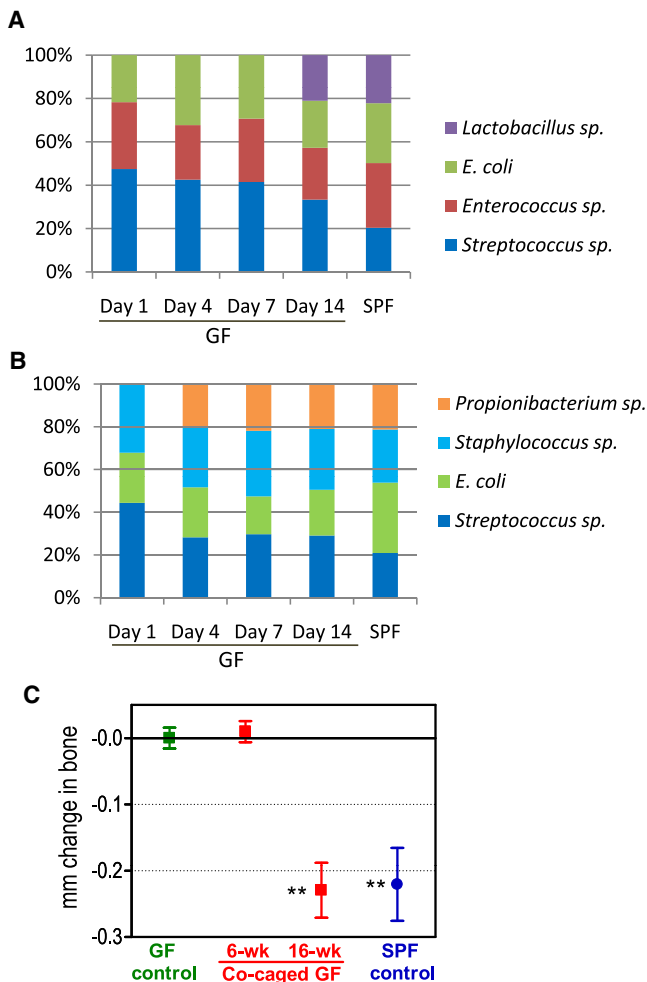 A
100%
80%
60%
40%
20%
0%
Lactobacillus sp.
E. coli
Enterococcus sp.
Streptococcus sp.
Day 1 Day 4 Day 7 Day 14 SPF
GF
B
100%
80%
60%
40%
20%
0%
Propionibacterium sp.
Staphylococcus sp.
E. coli
Streptococcus sp.
Day 1 Day 4 Day 7 Day 14 SPF
GF
C
mm change in bone
-0.0
-0.1
-0.2
-0.3
** **
GF 6-wk 16-wk SPF
control Co-caged GF control